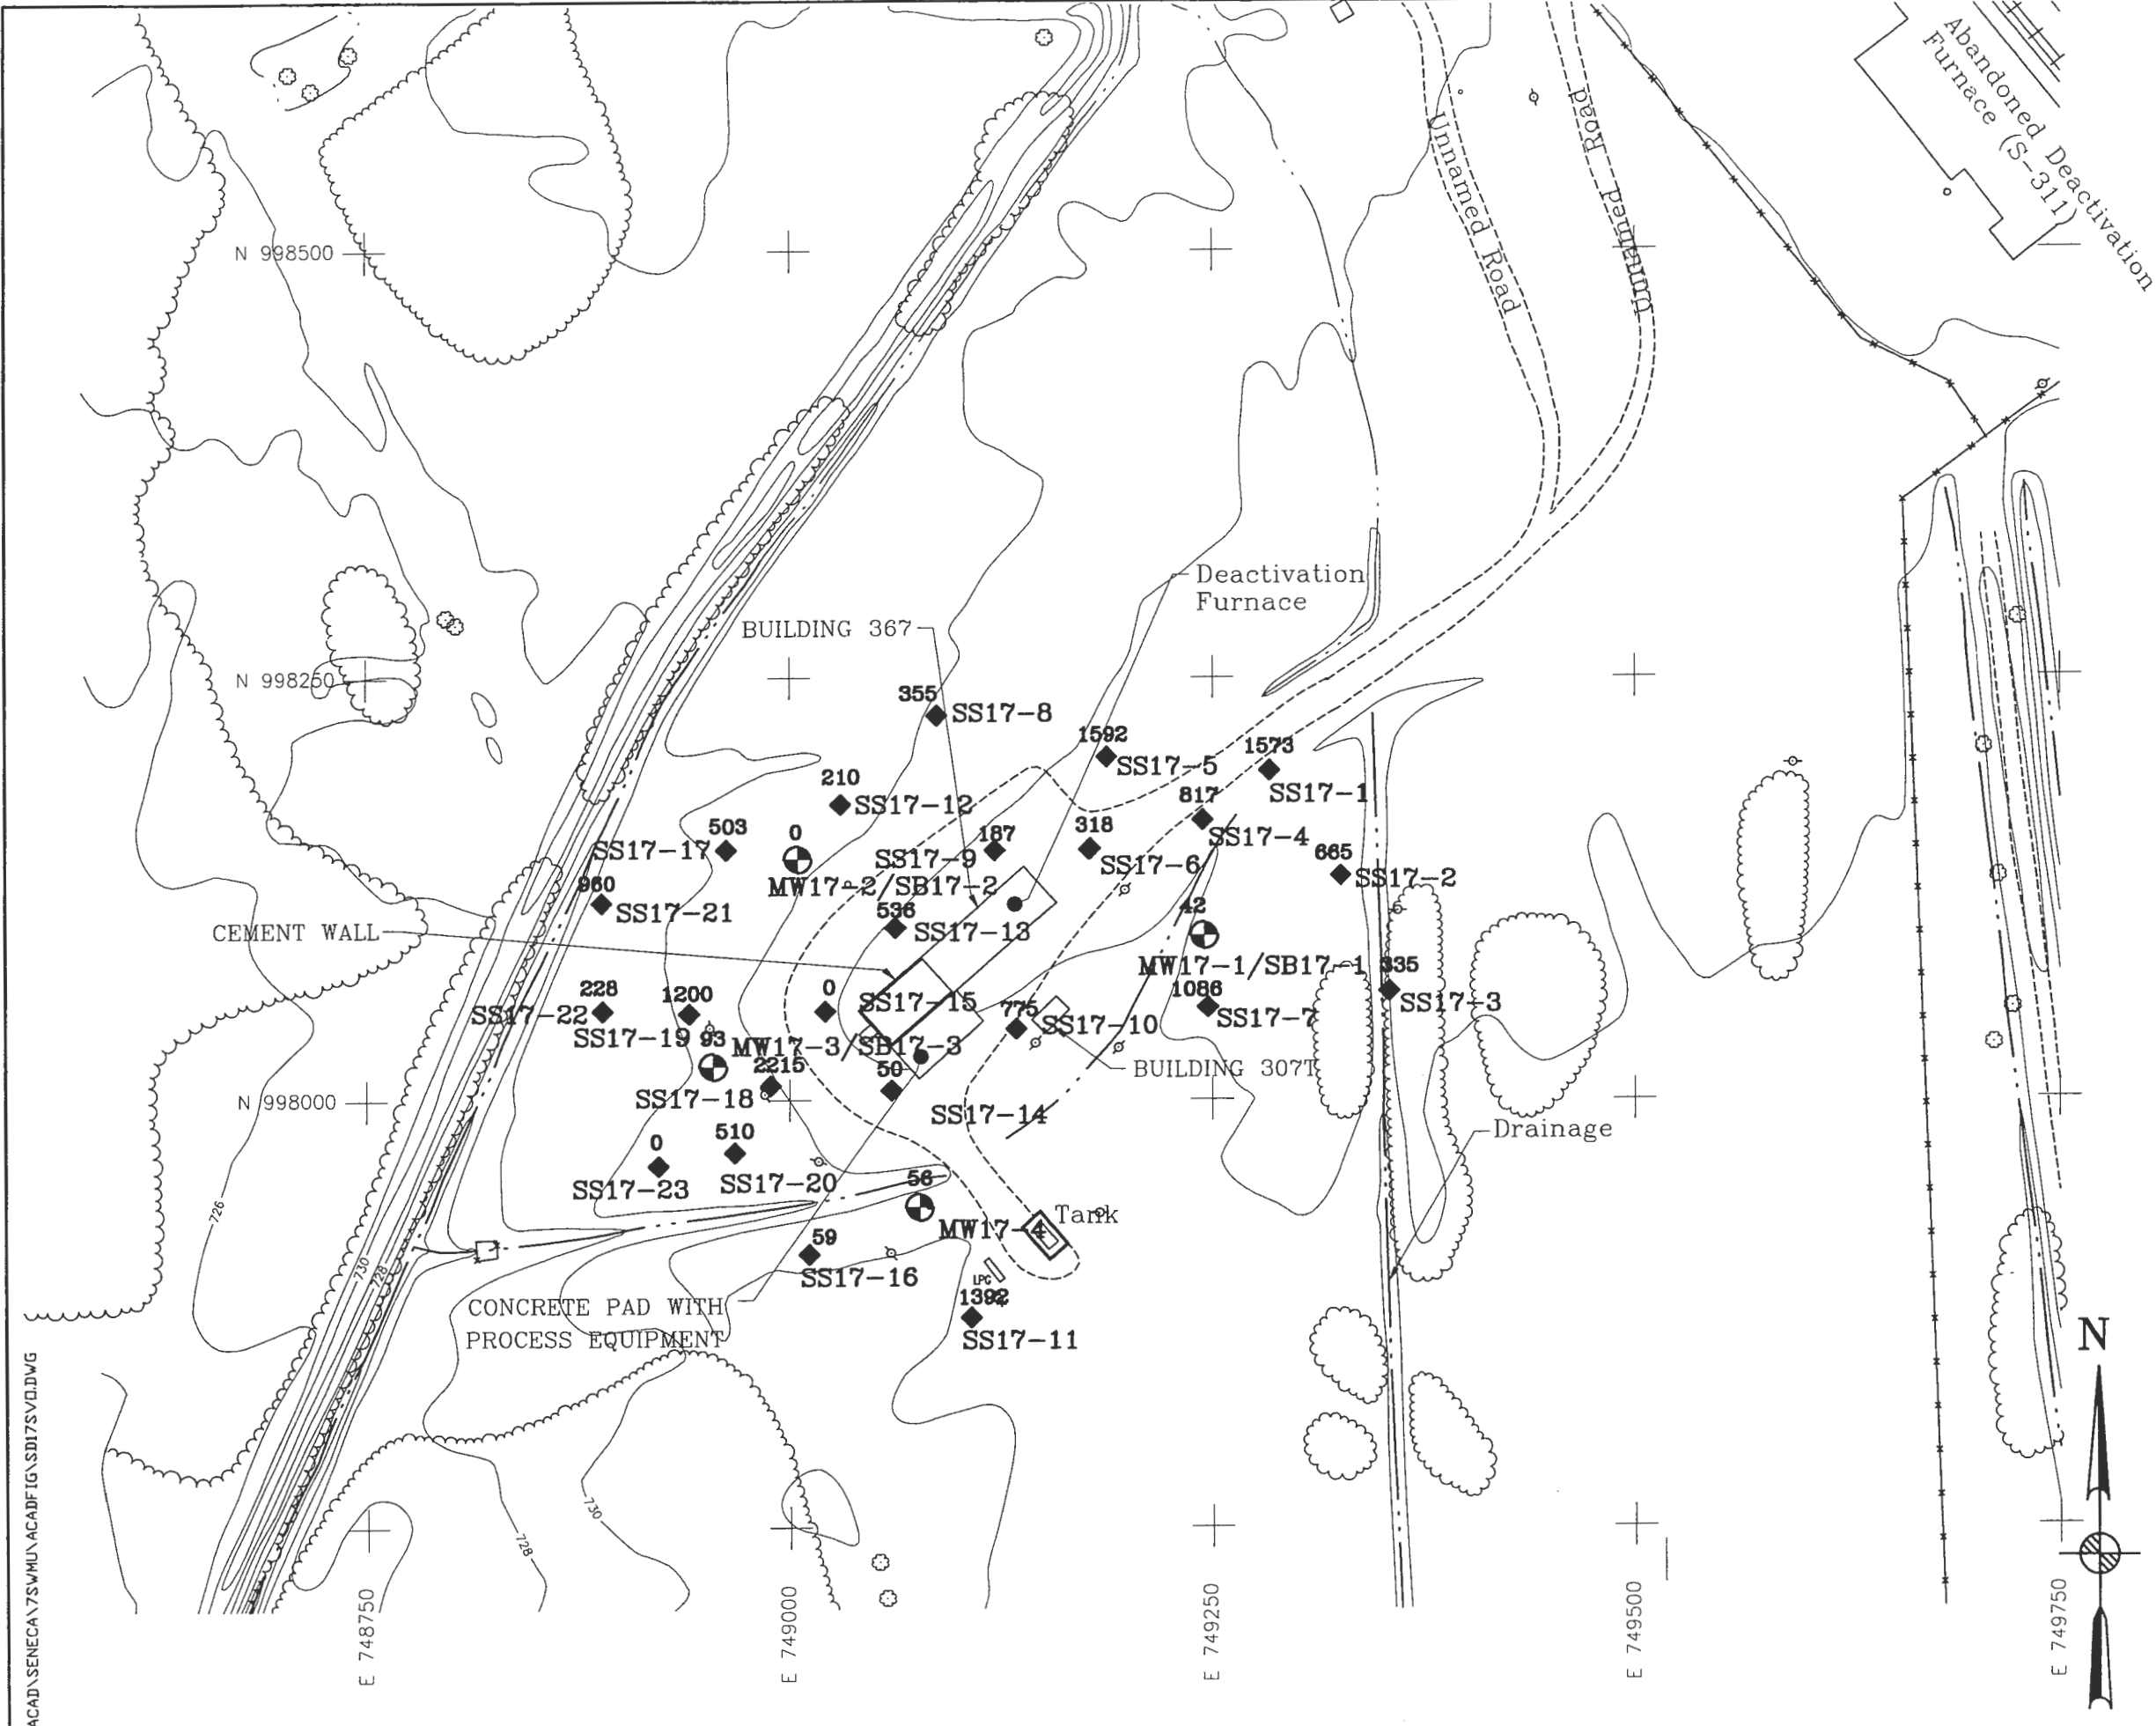 Abandoned Deactivation
Furnace (S-311)
Unnamed Road
Unnamed Road
N 998500
Deactivation
Furnace
BUILDING 367
N 998250
355
SS17-8
1592
SS17-5
1573
SS17-1
210
SS17-12
817
SS17-4
503
SS17-17
0
MW17-2/SB17-2
187
SS17-9
318
SS17-6
665
SS17-2
960
SS17-21
536
SS17-13
42
MW17-1/SB17-1
CEMENT WALL
335
SS17-3
228
SS17-22
1200
SS17-19
0
SS17-15
775
SS17-10
1086
SS17-7
93
MW17-3/SB17-3
2215
SS17-18
50
SS17-14
BUILDING 307T
N 998000
Drainage
0
SS17-23
510
SS17-20
56
MW17-4
Tank
726
730
728
59
SS17-16
LPG
1392
SS17-11
CONCRETE PAD WITH
PROCESS EQUIPMENT
N
730
728
E 748750
E 749000
E 749250
E 749500
E 749750
ACAD\SENECA\7SWMU\ACADFIG\SD17SVO.DWG